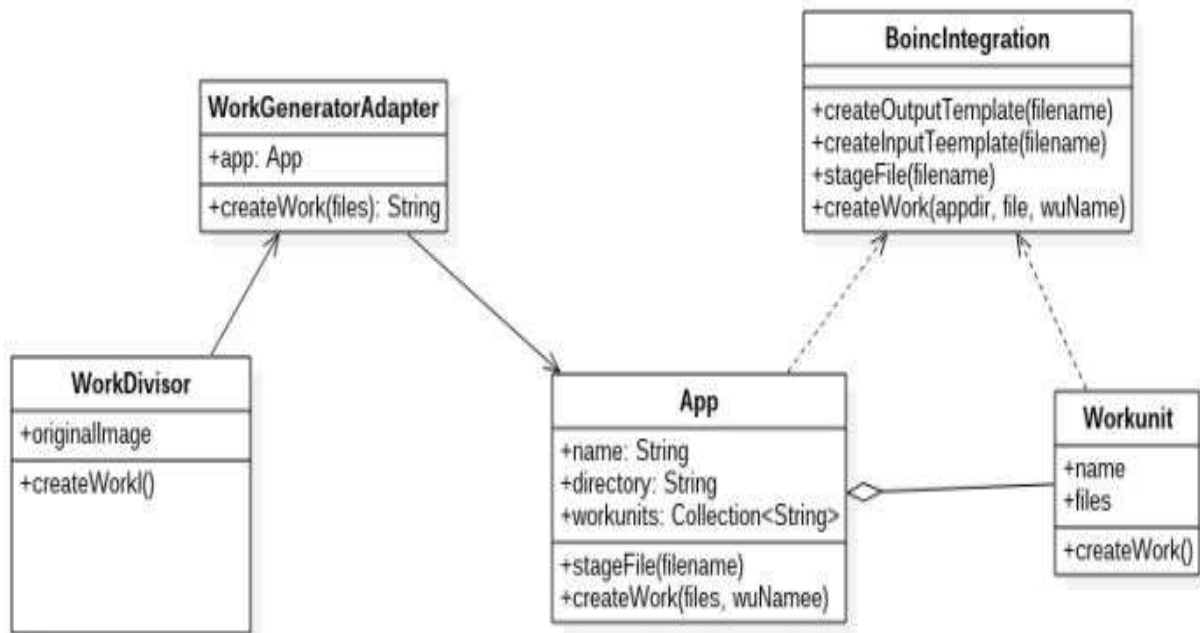 BoincIntegration
+createOutputTemplate(filename)
+createInputTeemplate(filename)
+stageFile(filename)
+createWork(appdir, file, wuName)
WorkGeneratorAdapter
+app: App
+createWork(files): String
WorkDivisor
+originalImage
+createWorkl()
App
+name: String
+directory: String
+workunits: Collection<String>
+stageFile(filename)
+createWork(files, wuNamee)
Workunit
+name
+files
+createWork()